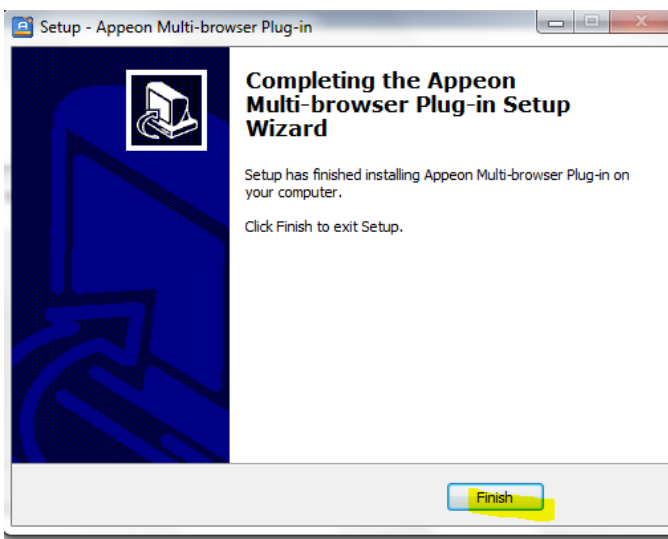 Setup - Appeon Multi-browser Plug-in
Completing the Appeon
Multi-browser Plug-in Setup
Wizard
Setup has finished installing Appeon Multi-browser Plug-in on
your computer.
Click Finish to exit Setup.
Finish